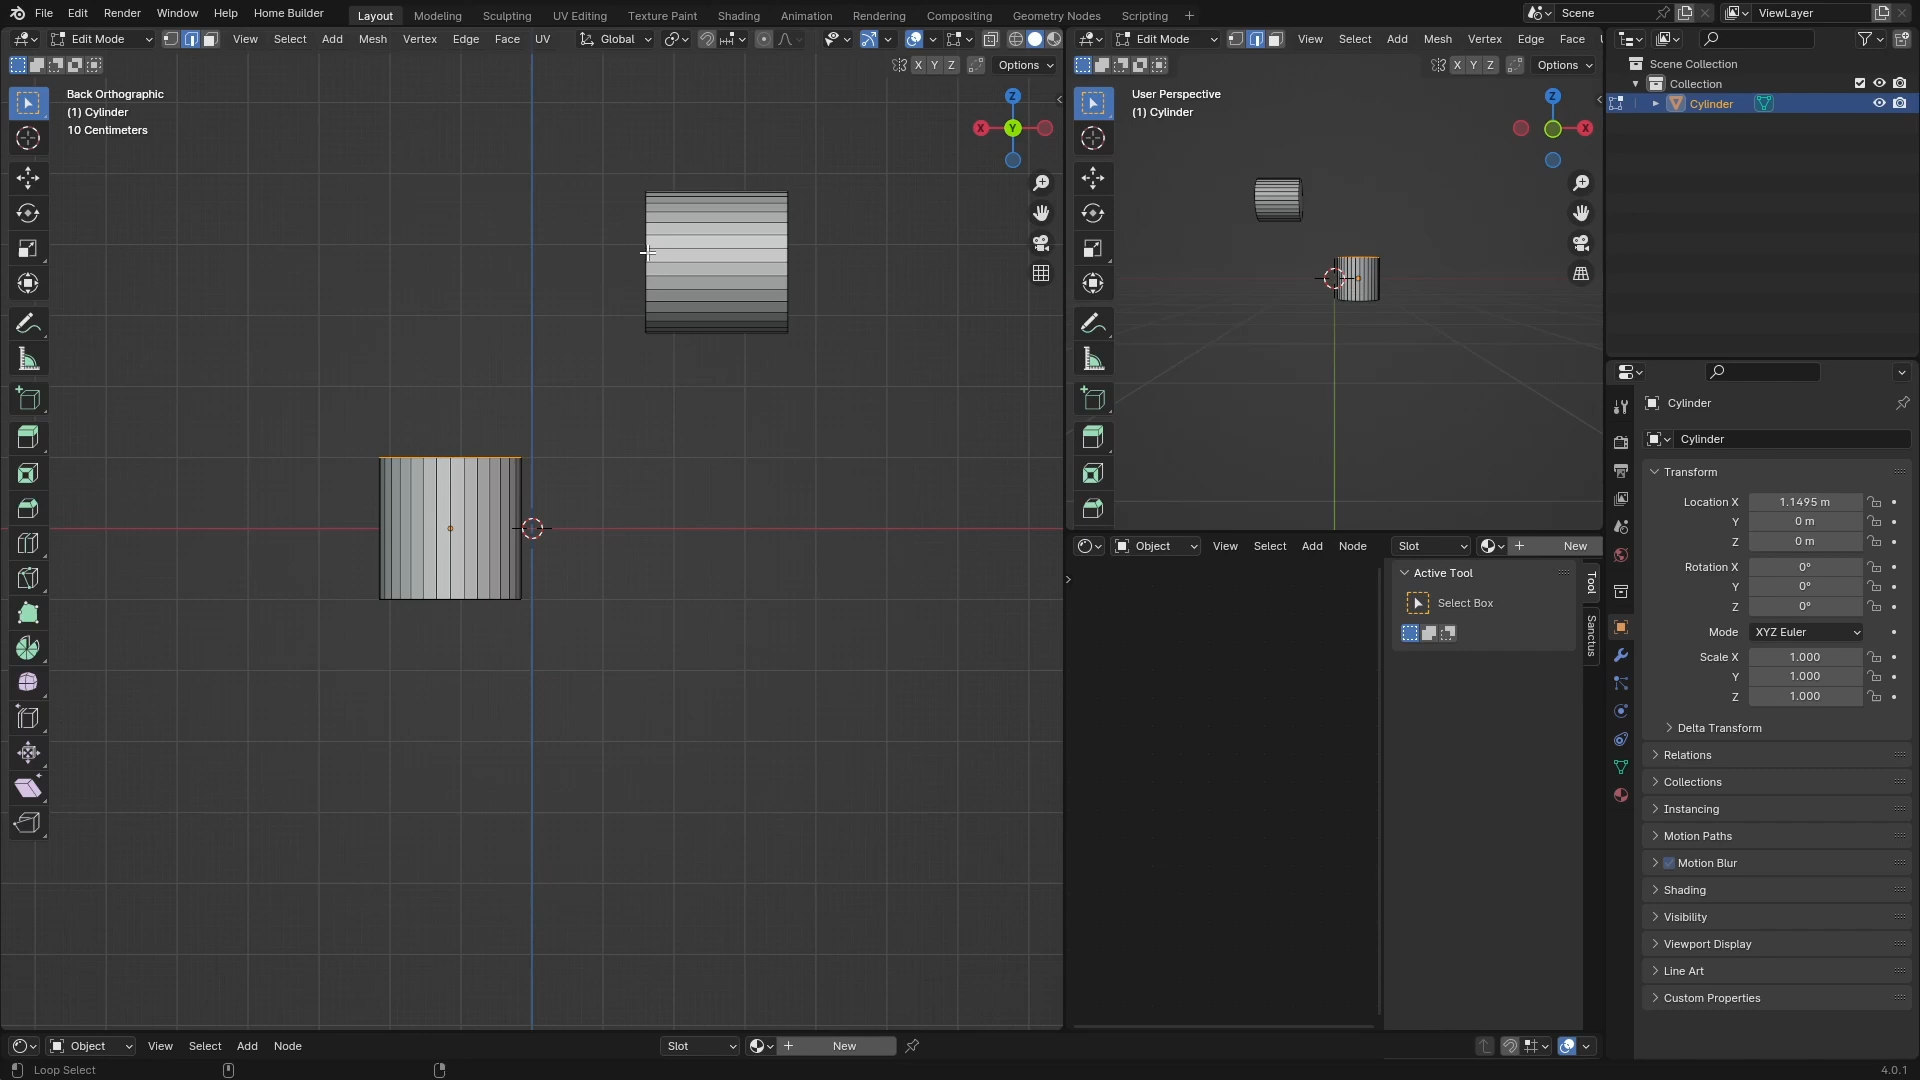 File Edit Render Window Help Home Builder Layout Modeling Sculpting UV Editing Texture Paint Shading Animation Rendering Compositing Geometry Nodes Scripting + Scene ViewLayer
Edit Mode View Select Add Mesh Vertex Edge Face UV Global
Edit Mode View Select Add Mesh Vertex Edge Face
X Y Z Options
X Y Z Options
Back Orthographic
(1) Cylinder
10 Centimeters
Z
X Y
User Perspective
(1) Cylinder
Z
X
Scene Collection
Collection
Cylinder
Cylinder
Cylinder
Transform
Location X 1.1495 m
Y 0 m
Z 0 m
Rotation X 0°
Y 0°
Z 0°
Mode XYZ Euler
Scale X 1.000
Y 1.000
Z 1.000
Delta Transform
Relations
Collections
Instancing
Motion Paths
Motion Blur
Shading
Visibility
Viewport Display
Line Art
Custom Properties
Object View Select Add Node Slot New
Active Tool
Select Box
Tool
Sanctus
Object View Select Add Node Slot New
Loop Select
4.0.1